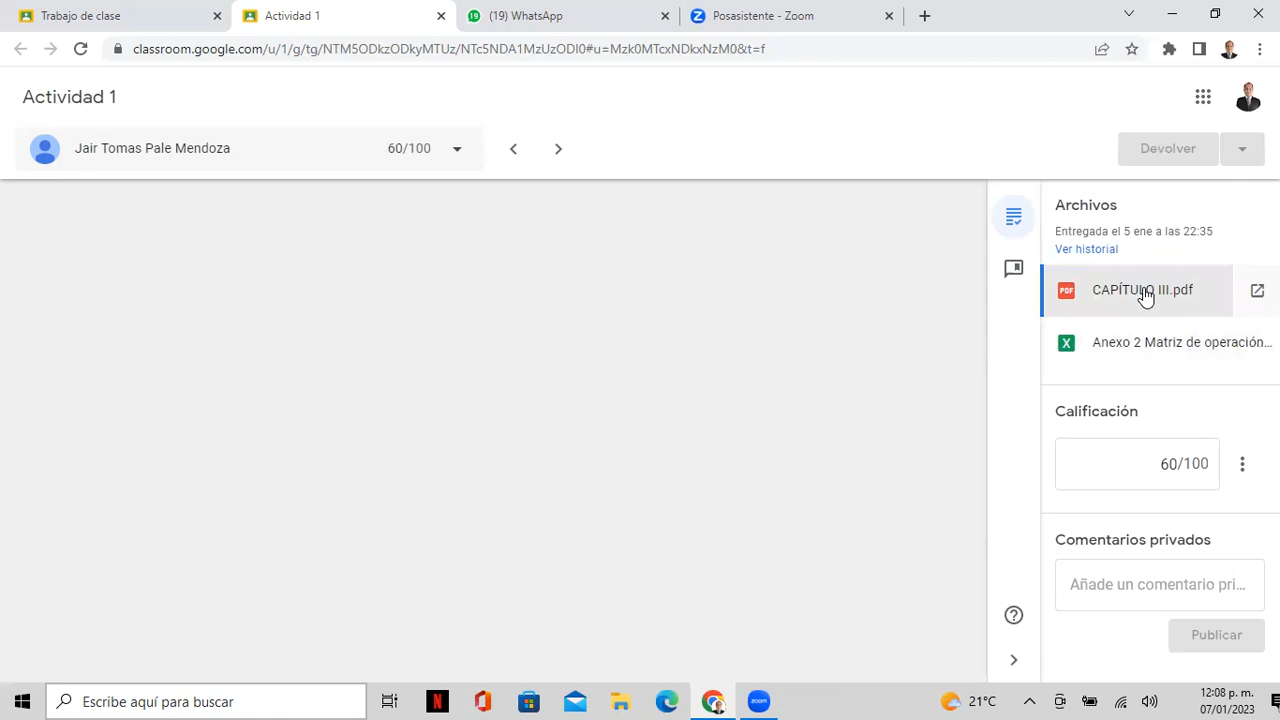 Trabajo de clase
Actividad 1
(19) WhatsApp
Posasistente - Zoom
classroom.google.com/u/1/g/tg/NTM5ODkzODkyMTUz/NTc5NDA1MzUzODI0#u=Mzk0MTcxNDkxNzM0&t=f
Actividad 1
Jair Tomas Pale Mendoza
60/100
Devolver
Archivos
Entregada el 5 ene a las 22:35
Ver historial
PDF
CAPÍTULO III.pdf
X
Anexo 2 Matriz de operación...
Calificación
60/100
Comentarios privados
Añade un comentario pri...
Publicar
Escribe aquí para buscar
21°C
12:08 p. m.
07/01/2023